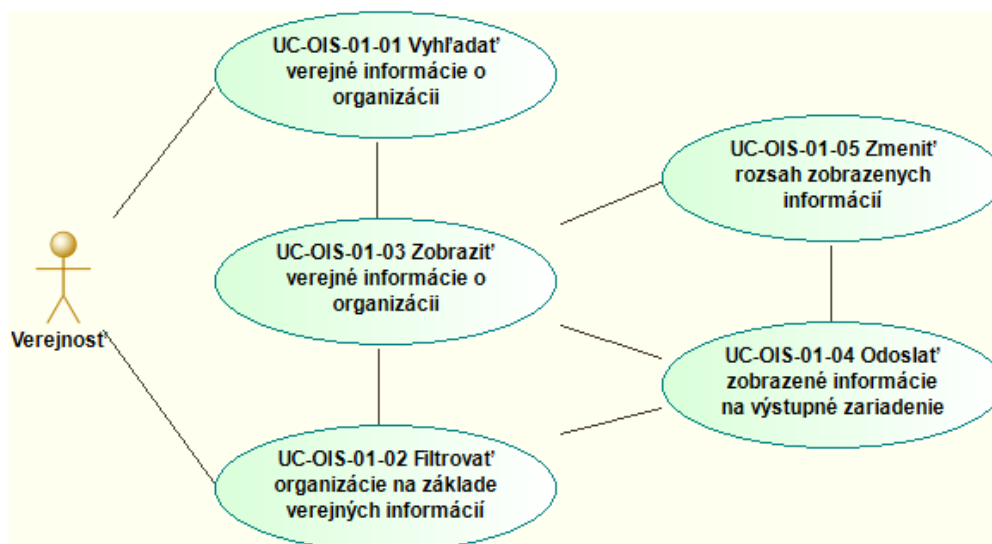 UC-OIS-01-01 Vyhľadať
verejné informácie o
organizácii
UC-OIS-01-05 Zmeniť
rozsah zobrazenych
informácií
UC-OIS-01-03 Zobraziť
verejné informácie o
organizácii
Verejnosť
UC-OIS-01-04 Odoslať
zobrazené informácie
na výstupné zariadenie
UC-OIS-01-02 Filtrovať
organizácie na základe
verejných informácií